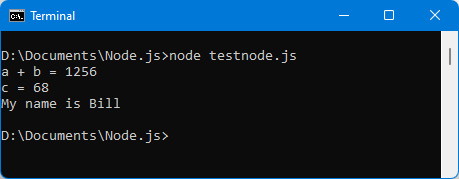 Terminal
D:\Documents\Node.js>node testnode.js
a + b = 1256
c = 68
My name is Bill
D:\Documents\Node.js>